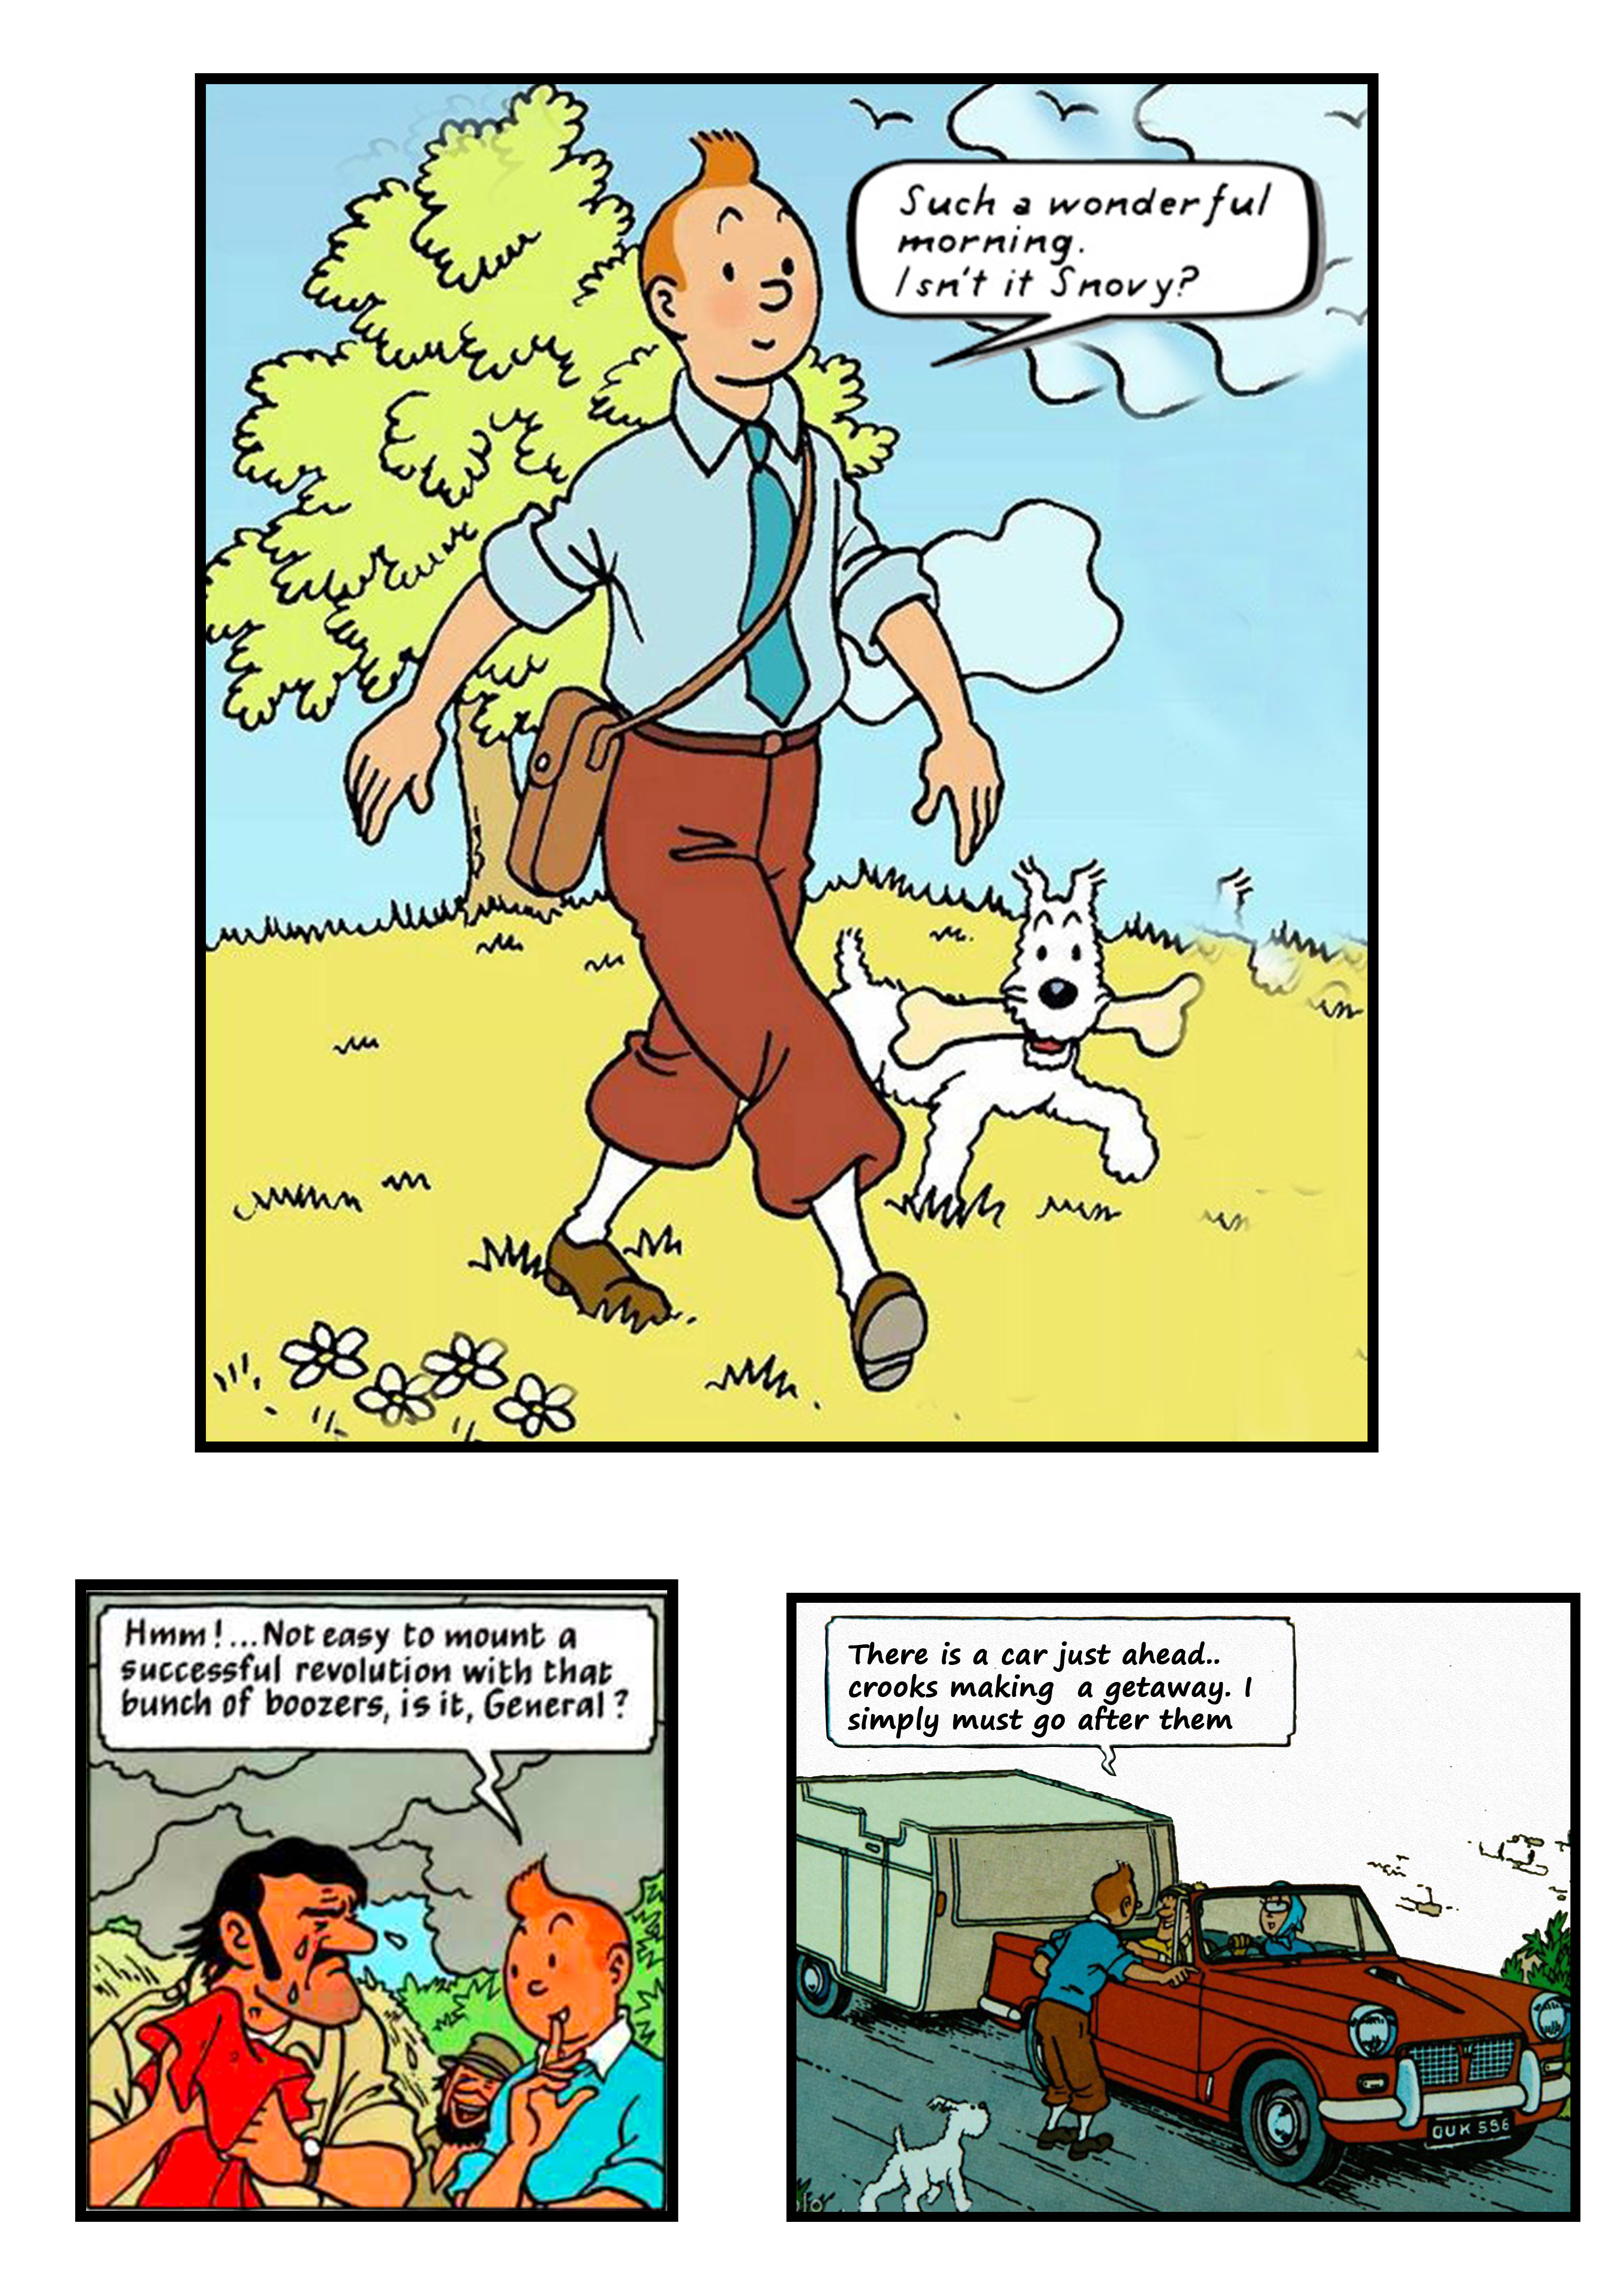 Such a wonderful
morning.
Isn't it Snovy?
Hmm!...Not easy to mount a
successful revolution with that
bunch of boozers, is it, General?
There is a car just ahead..
crooks making a getaway. I
simply must go after them
OUK 556